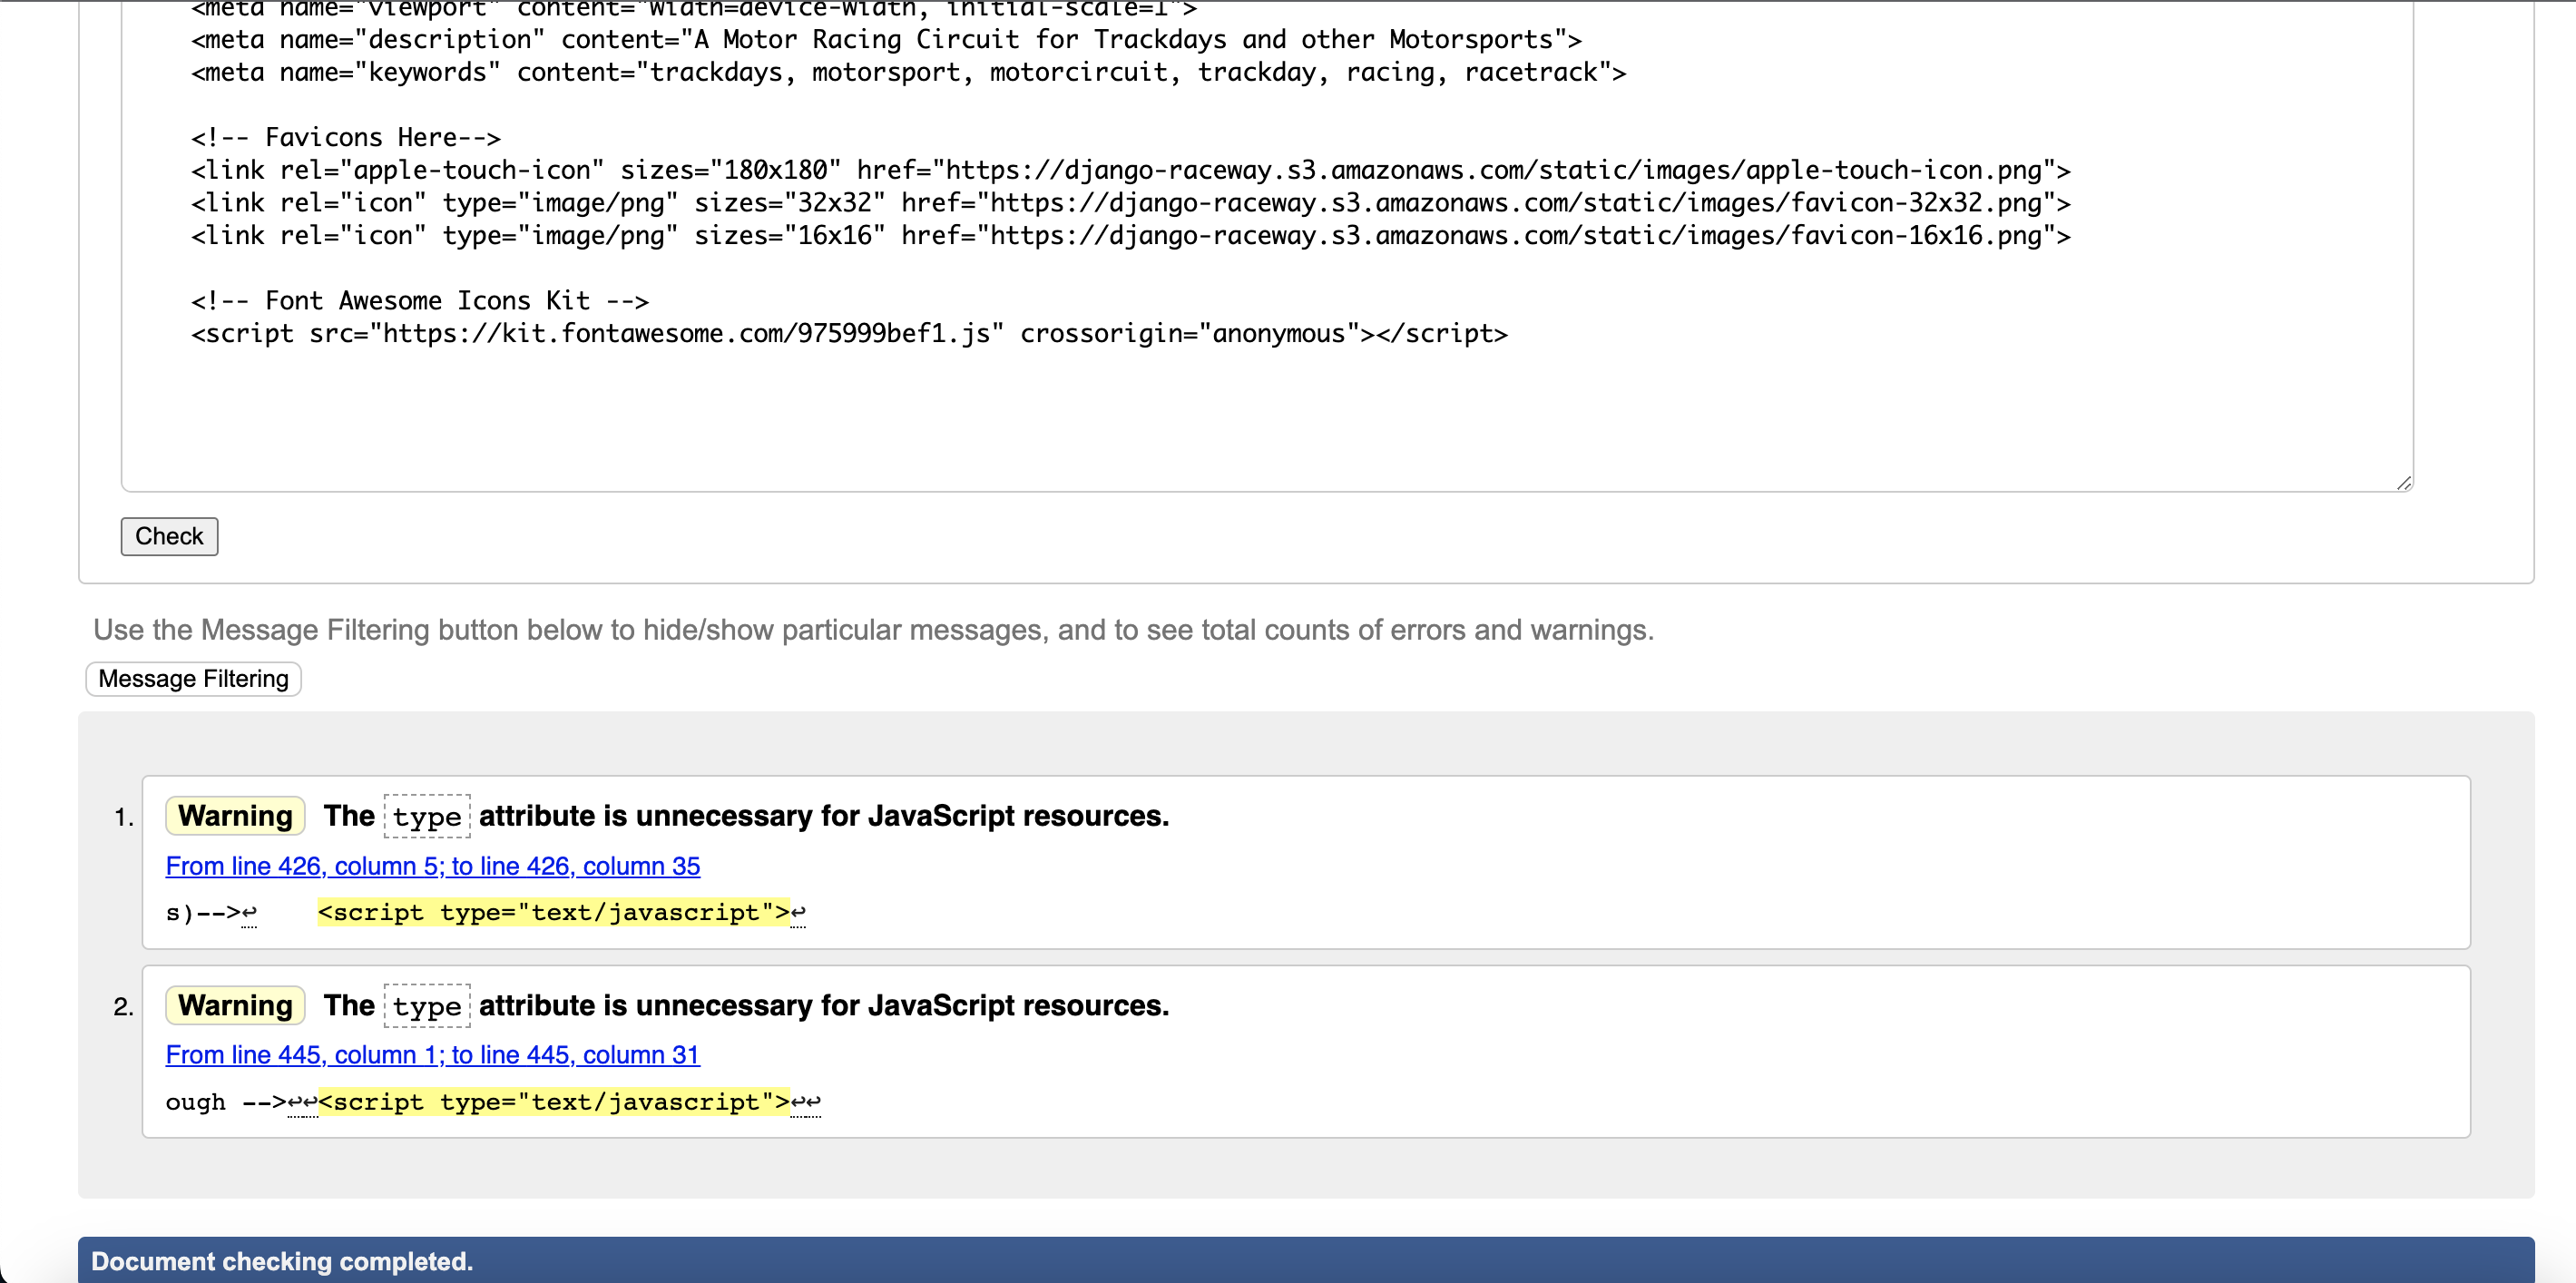 <meta name="viewport" content="width=device-width, initial-scale=1">
<meta name="description" content="A Motor Racing Circuit for Trackdays and other Motorsports">
<meta name="keywords" content="trackdays, motorsport, motorcircuit, trackday, racing, racetrack">
<!-- Favicons Here-->
<link rel="apple-touch-icon" sizes="180x180" href="https://django-raceway.s3.amazonaws.com/static/images/apple-touch-icon.png">
<link rel="icon" type="image/png" sizes="32x32" href="https://django-raceway.s3.amazonaws.com/static/images/favicon-32x32.png">
<link rel="icon" type="image/png" sizes="16x16" href="https://django-raceway.s3.amazonaws.com/static/images/favicon-16x16.png">
<!-- Font Awesome Icons Kit -->
<script src="https://kit.fontawesome.com/975999bef1.js" crossorigin="anonymous"></script>
Check
Use the Message Filtering button below to hide/show particular messages, and to see total counts of errors and warnings.
Message Filtering
1. Warning The type attribute is unnecessary for JavaScript resources.
From line 426, column 5; to line 426, column 35
s)-->↩    <script type="text/javascript">↩
2. Warning The type attribute is unnecessary for JavaScript resources.
From line 445, column 1; to line 445, column 31
ough -->↩↩<script type="text/javascript">↩↩
Document checking completed.